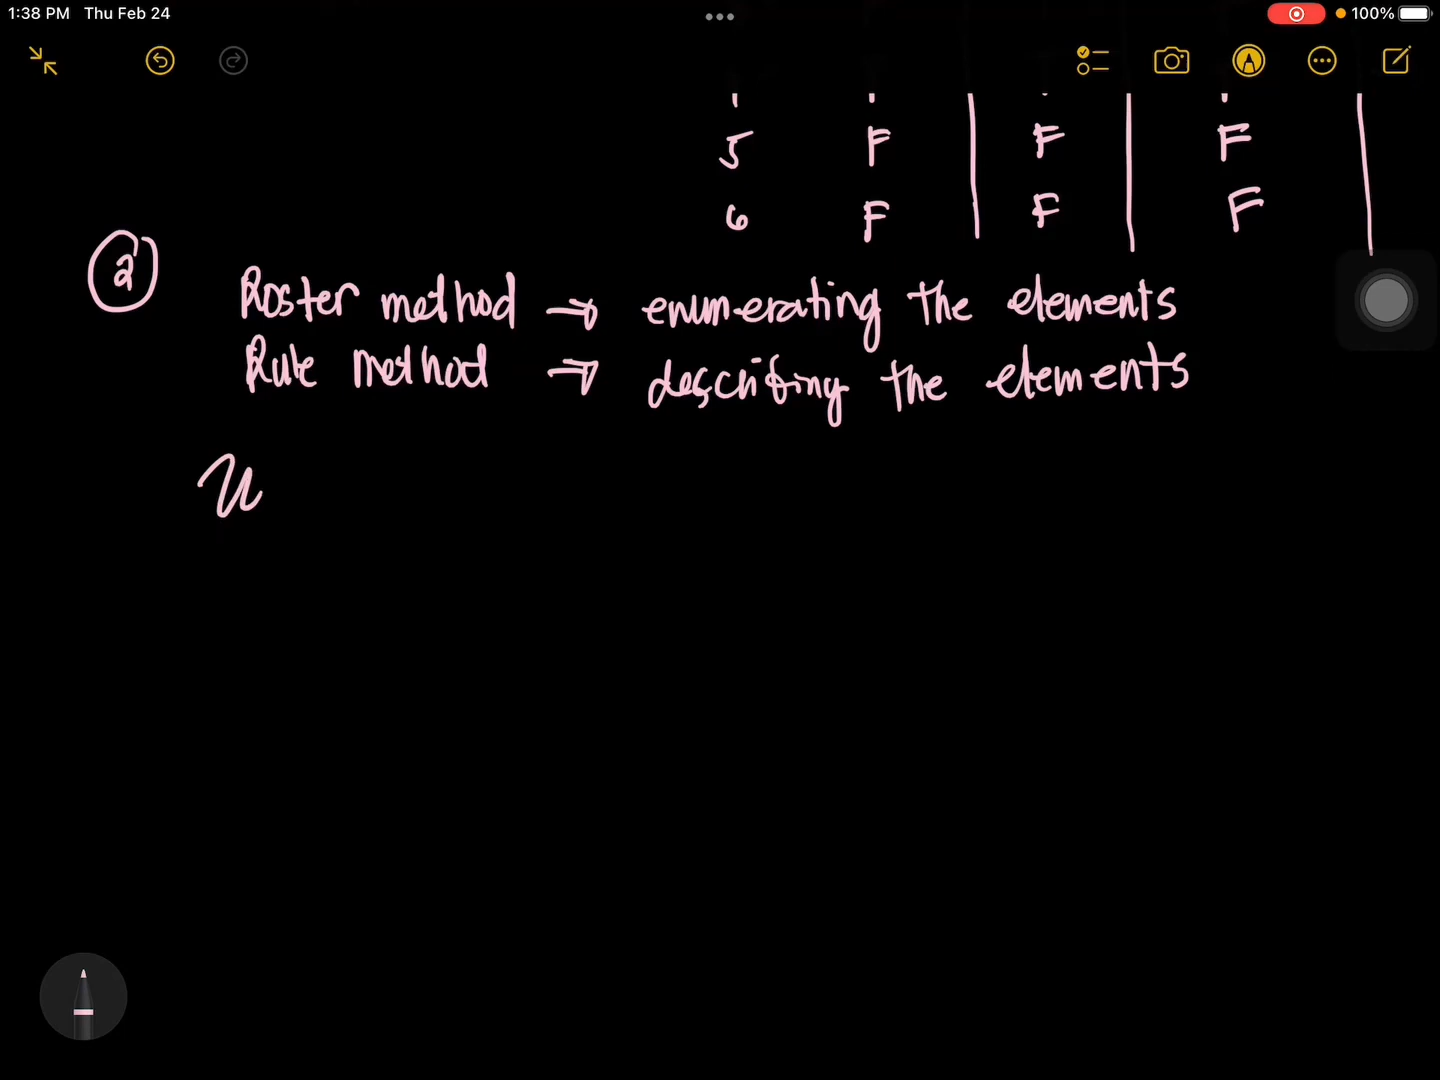 1:38 PM Thu Feb 24
100%
5 F F F
6 F F F
2
Roster method → enumerating the elements
Rule method → describing the elements
U